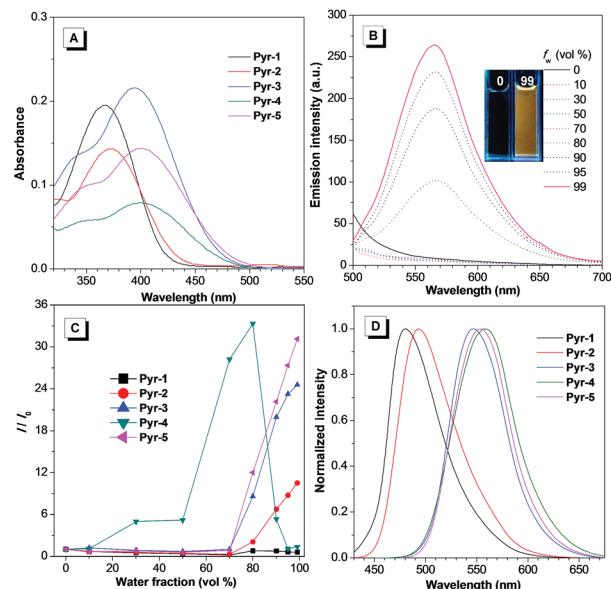 A
Pyr-1
Pyr-2
Pyr-3
Pyr-4
Pyr-5
0.3
0.2
0.1
0.0
Absorbance
350 400 450 500 550
Wavelength (nm)
B
300
250
200
150
100
50
0
Emission intensity (a.u.)
0 99
fw (vol %)
0
10
30
50
70
80
90
95
99
500 550 600 650 700
Wavelength (nm)
C
Pyr-1
Pyr-2
Pyr-3
Pyr-4
Pyr-5
36
30
24
18
12
6
0
I / I0
0 20 40 60 80 100
Water fraction (vol %)
D
Pyr-1
Pyr-2
Pyr-3
Pyr-4
Pyr-5
1.0
0.8
0.6
0.4
0.2
0.0
Normalized intensity
450 500 550 600 650
Wavelength (nm)